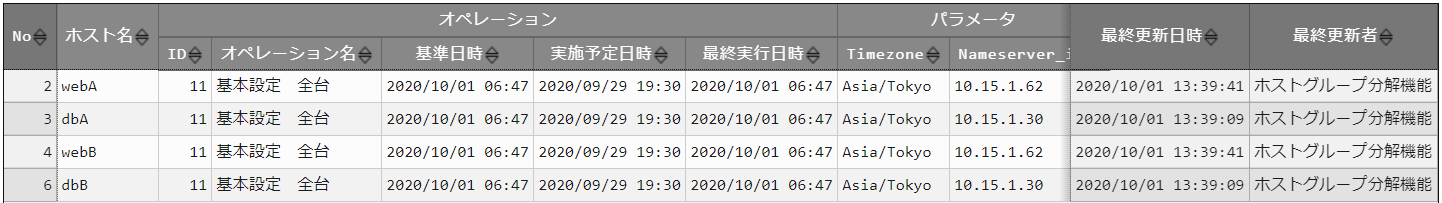 オペレーション パラメータ
No ホスト名 最終更新日時 最終更新者
ID オペレーション名 基準日時 実施予定日時 最終実行日時 Timezone Nameserver_
2 webA 11 基本設定　全台 2020/10/01 06:47 2020/09/29 19:30 2020/10/01 06:47 Asia/Tokyo 10.15.1.62 2020/10/01 13:39:41 ホストグループ分解機能
3 dbA 11 基本設定　全台 2020/10/01 06:47 2020/09/29 19:30 2020/10/01 06:47 Asia/Tokyo 10.15.1.30 2020/10/01 13:39:09 ホストグループ分解機能
4 webB 11 基本設定　全台 2020/10/01 06:47 2020/09/29 19:30 2020/10/01 06:47 Asia/Tokyo 10.15.1.62 2020/10/01 13:39:41 ホストグループ分解機能
6 dbB 11 基本設定　全台 2020/10/01 06:47 2020/09/29 19:30 2020/10/01 06:47 Asia/Tokyo 10.15.1.30 2020/10/01 13:39:09 ホストグループ分解機能